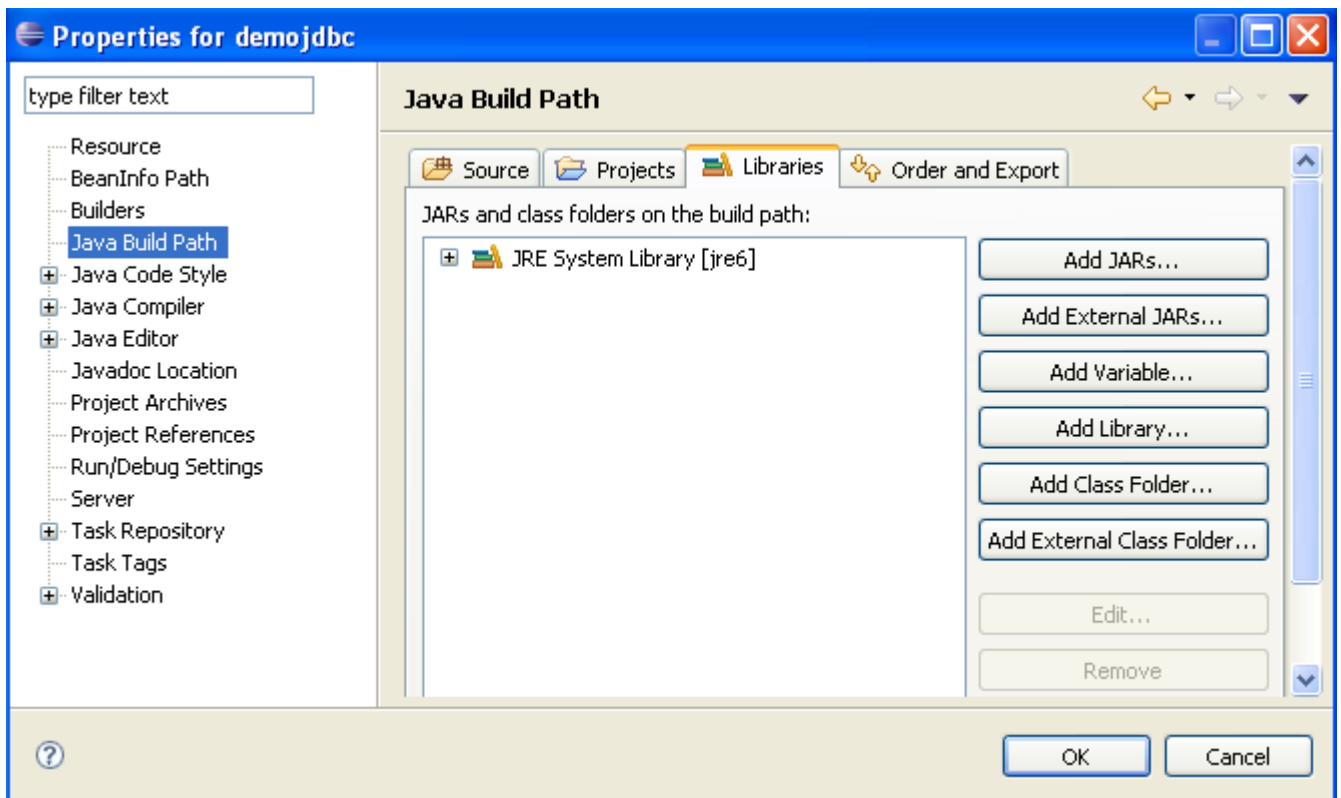 Properties for demojdbc
type filter text
Resource
BeanInfo Path
Builders
Java Build Path
Java Code Style
Java Compiler
Java Editor
Javadoc Location
Project Archives
Project References
Run/Debug Settings
Server
Task Repository
Task Tags
Validation
Java Build Path
Source Projects Libraries Order and Export
JARs and class folders on the build path:
JRE System Library [jre6]
Add JARs...
Add External JARs...
Add Variable...
Add Library...
Add Class Folder...
Add External Class Folder...
Edit...
Remove
OK Cancel